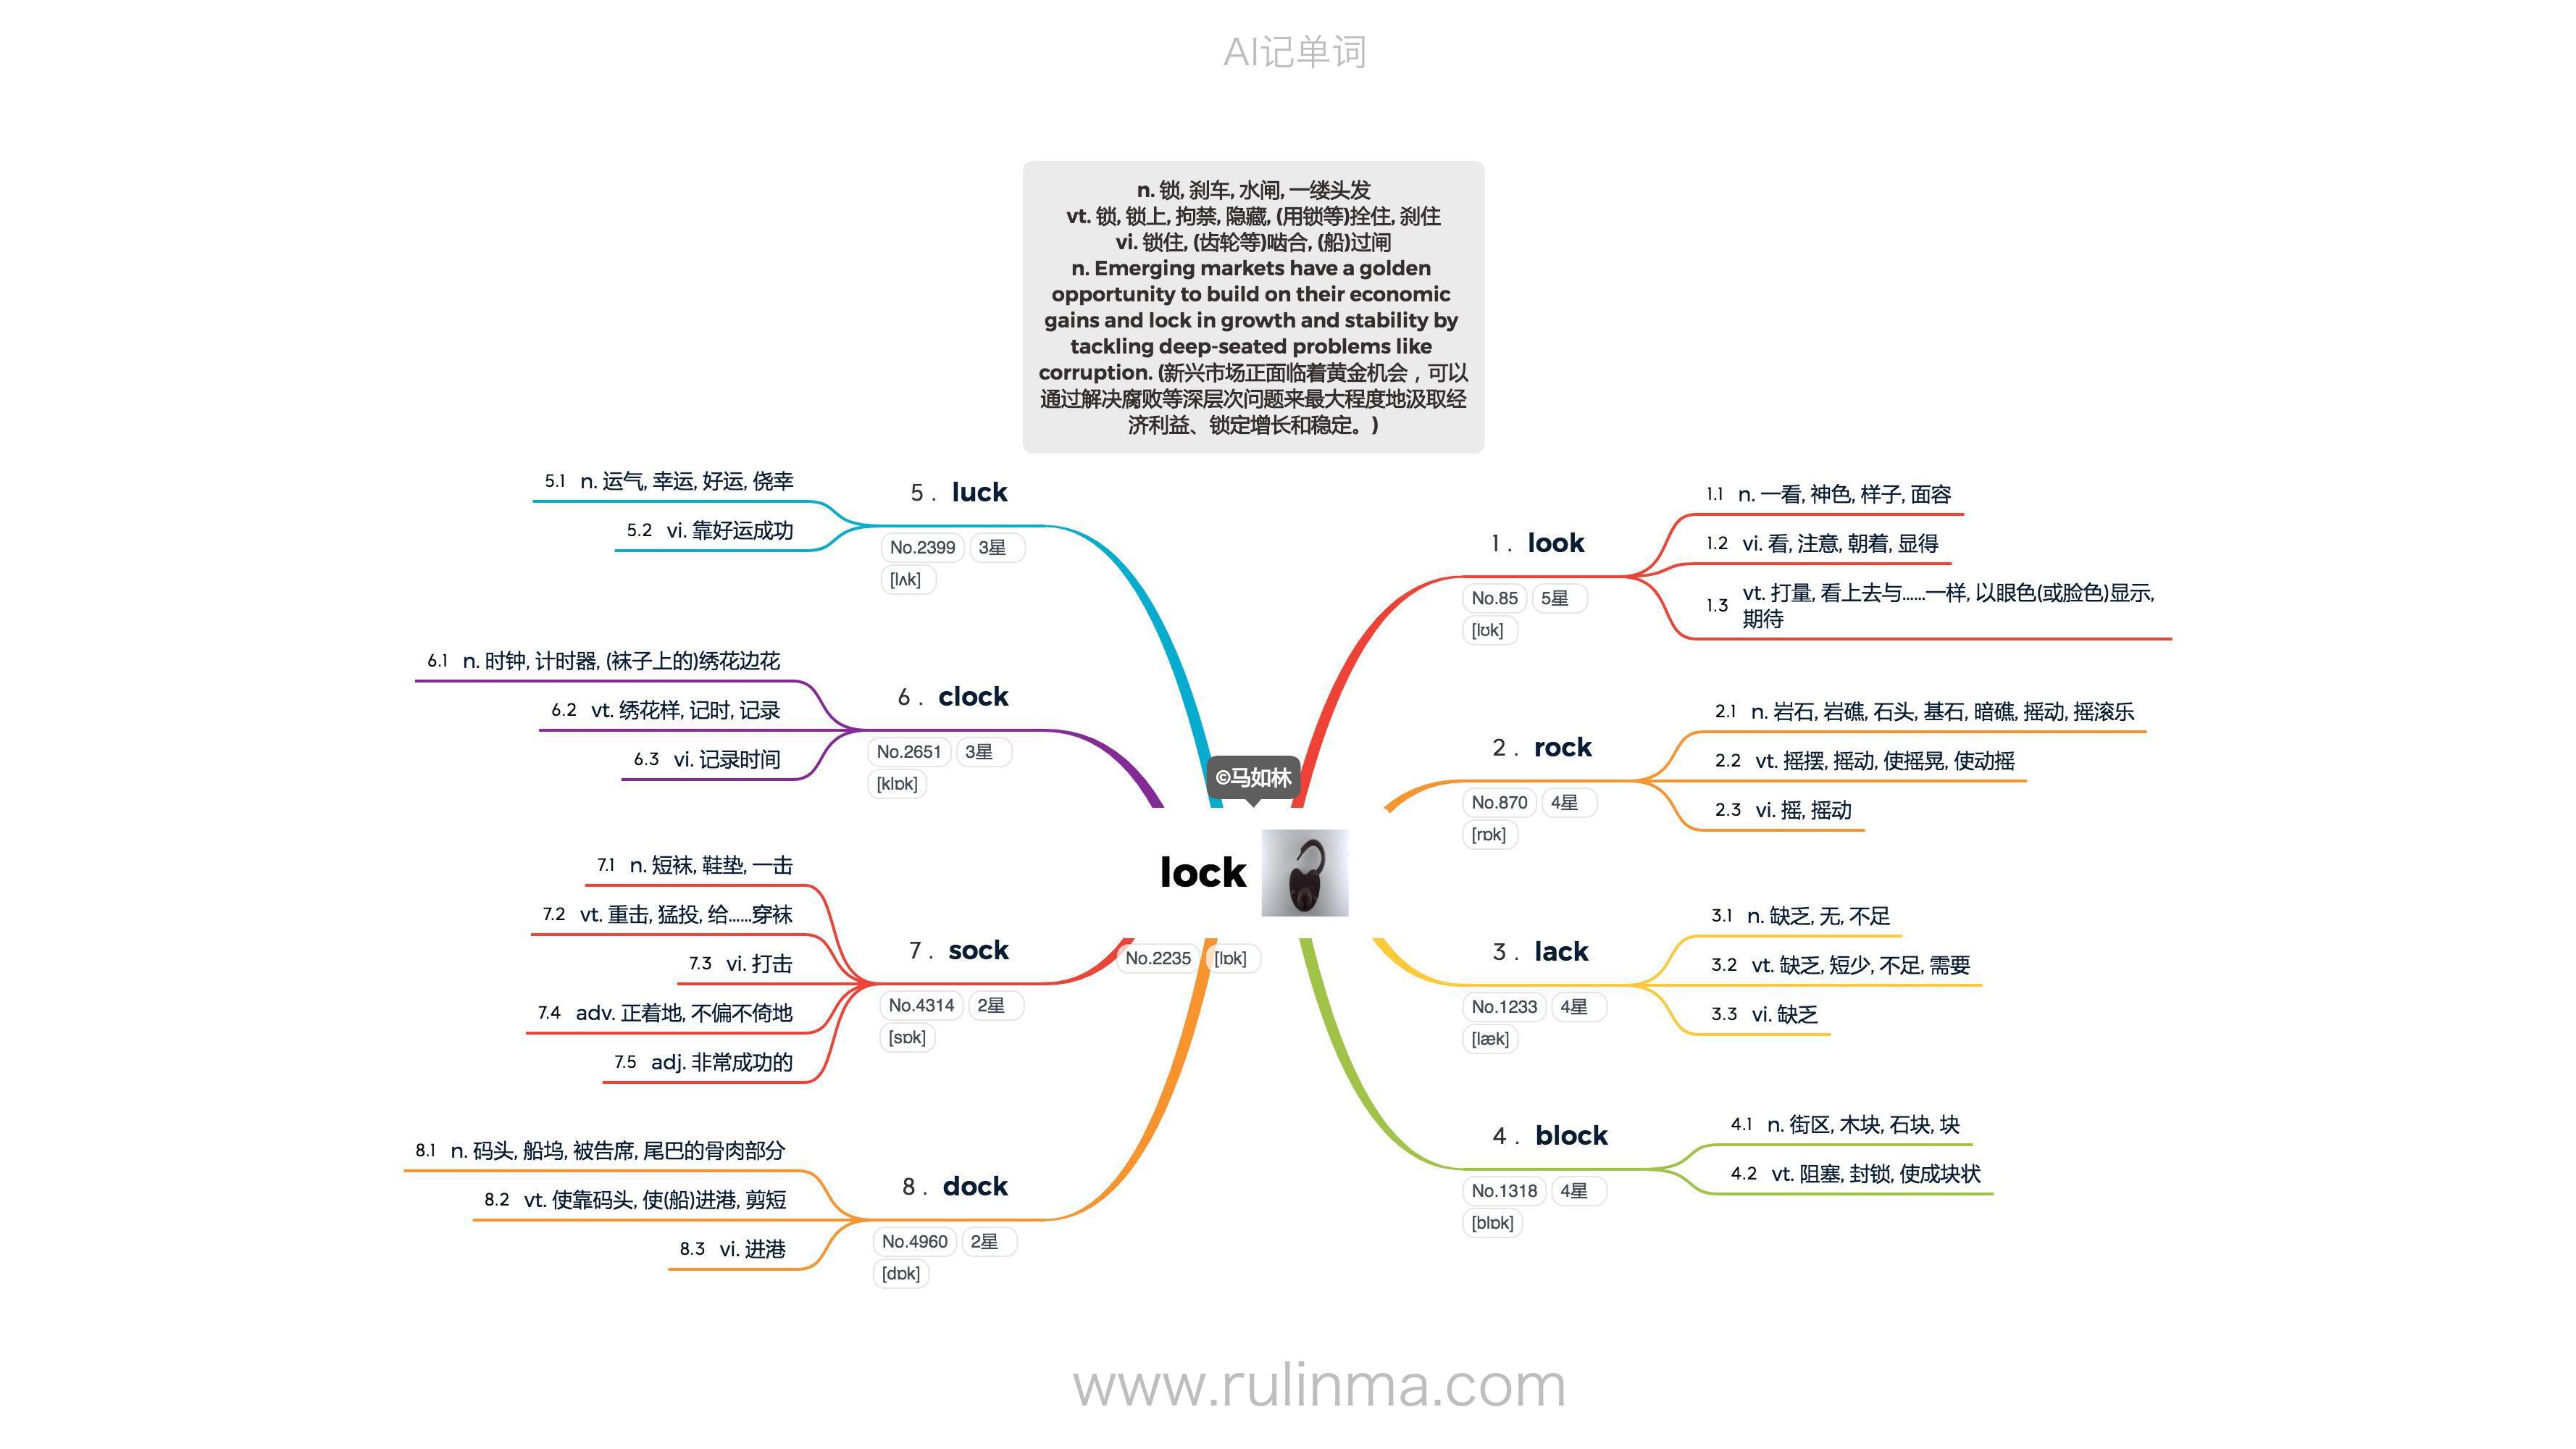 AI记单词
n. 锁, 刹车, 水闸, 一缕头发
vt. 锁, 锁上, 拘禁, 隐藏, (用锁等)拴住, 刹住
vi. 锁住, (齿轮等)啮合, (船)过闸
n. Emerging markets have a golden
opportunity to build on their economic
gains and lock in growth and stability by
tackling deep-seated problems like
corruption. (新兴市场正面临着黄金机会，可以
通过解决腐败等深层次问题来最大程度地汲取经
济利益、锁定增长和稳定。)
©马如林
lock
No.2235 [lɒk]
1 . look
No.85 5星
[lʊk]
1.1 n. 一看, 神色, 样子, 面容
1.2 vi. 看, 注意, 朝着, 显得
1.3 vt. 打量, 看上去与……一样, 以眼色(或脸色)显示,
期待
2 . rock
No.870 4星
[rɒk]
2.1 n. 岩石, 岩礁, 石头, 基石, 暗礁, 摇动, 摇滚乐
2.2 vt. 摇摆, 摇动, 使摇晃, 使动摇
2.3 vi. 摇, 摇动
3 . lack
No.1233 4星
[læk]
3.1 n. 缺乏, 无, 不足
3.2 vt. 缺乏, 短少, 不足, 需要
3.3 vi. 缺乏
4 . block
No.1318 4星
[blɒk]
4.1 n. 街区, 木块, 石块, 块
4.2 vt. 阻塞, 封锁, 使成块状
5 . luck
No.2399 3星
[lʌk]
5.1 n. 运气, 幸运, 好运, 侥幸
5.2 vi. 靠好运成功
6 . clock
No.2651 3星
[klɒk]
6.1 n. 时钟, 计时器, (袜子上的)绣花边花
6.2 vt. 绣花样, 记时, 记录
6.3 vi. 记录时间
7 . sock
No.4314 2星
[sɒk]
7.1 n. 短袜, 鞋垫, 一击
7.2 vt. 重击, 猛投, 给……穿袜
7.3 vi. 打击
7.4 adv. 正着地, 不偏不倚地
7.5 adj. 非常成功的
8 . dock
No.4960 2星
[dɒk]
8.1 n. 码头, 船坞, 被告席, 尾巴的骨肉部分
8.2 vt. 使靠码头, 使(船)进港, 剪短
8.3 vi. 进港
www.rulinma.com